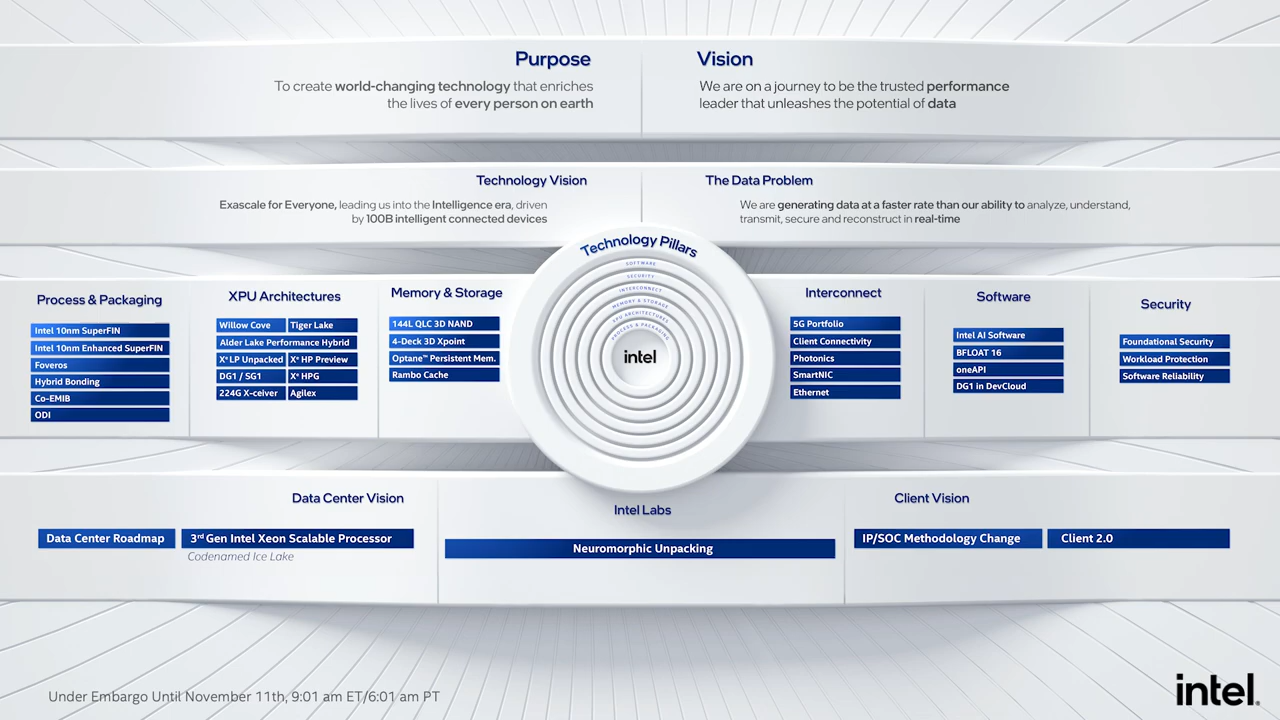 Purpose
To create world-changing technology that enriches
the lives of every person on earth
Vision
We are on a journey to be the trusted performance
leader that unleashes the potential of data
Technology Vision
Exascale for Everyone, leading us into the Intelligence era, driven
by 100B intelligent connected devices
The Data Problem
We are generating data at a faster rate than our ability to analyze, understand,
transmit, secure and reconstruct in real-time
Technology Pillars
SOFTWARE
SECURITY
INTERCONNECT
MEMORY & STORAGE
XPU ARCHITECTURES
PROCESS & PACKAGING
intel
Process & Packaging
Intel 10nm SuperFIN
Intel 10nm Enhanced SuperFIN
Foveros
Hybrid Bonding
Co-EMIB
ODI
XPU Architectures
Willow Cove Tiger Lake
Alder Lake Performance Hybrid
Xᵉ LP Unpacked Xᵉ HP Preview
DG1 / SG1 Xᵉ HPG
224G X-ceiver Agilex
Memory & Storage
144L QLC 3D NAND
4-Deck 3D Xpoint
Optane™ Persistent Mem.
Rambo Cache
Interconnect
5G Portfolio
Client Connectivity
Photonics
SmartNIC
Ethernet
Software
Intel AI Software
BFLOAT 16
oneAPI
DG1 in DevCloud
Security
Foundational Security
Workload Protection
Software Reliability
Data Center Vision
Data Center Roadmap
3rd Gen Intel Xeon Scalable Processor
Codenamed Ice Lake
Intel Labs
Neuromorphic Unpacking
Client Vision
IP/SOC Methodology Change
Client 2.0
Under Embargo Until November 11th, 9:01 am ET/6:01 am PT
intel.